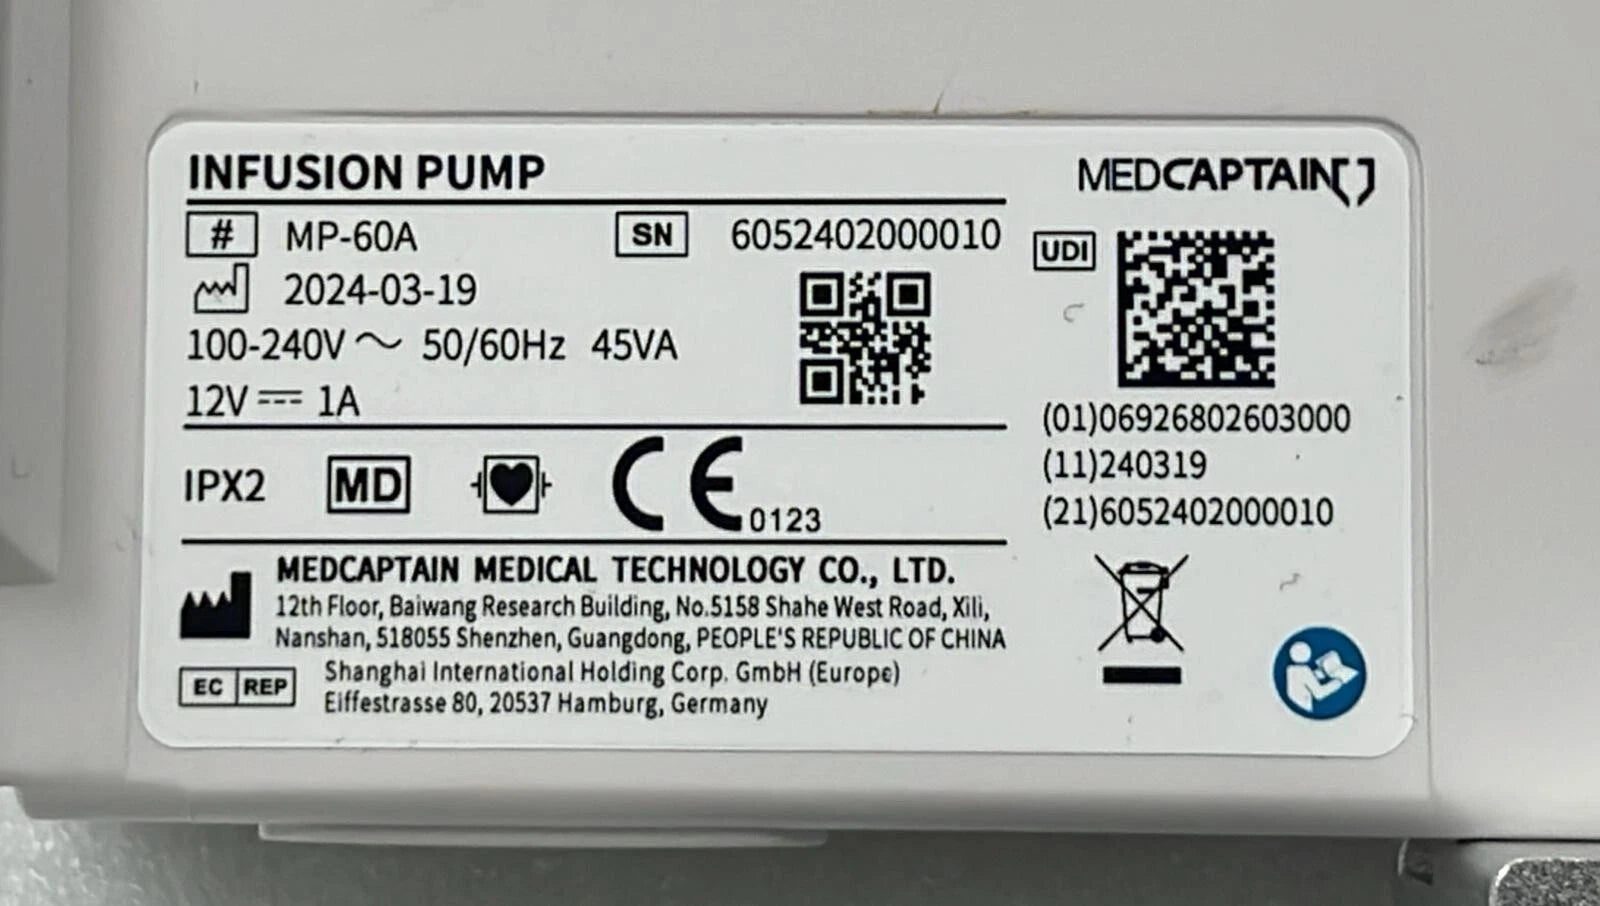 INFUSION PUMP
MEDCAPTAIN
# MP-60A SN 6052402000010
UDI
2024-03-19
100-240V ~ 50/60Hz 45VA
12V ⎓ 1A
(01)06926802603000
(11)240319
(21)6052402000010
IPX2 MD CE 0123
MEDCAPTAIN MEDICAL TECHNOLOGY CO., LTD.
12th Floor, Baiwang Research Building, No.5158 Shahe West Road, Xili,
Nanshan, 518055 Shenzhen, Guangdong, PEOPLE'S REPUBLIC OF CHINA
EC REP Shanghai International Holding Corp. GmbH (Europe)
Eiffestrasse 80, 20537 Hamburg, Germany